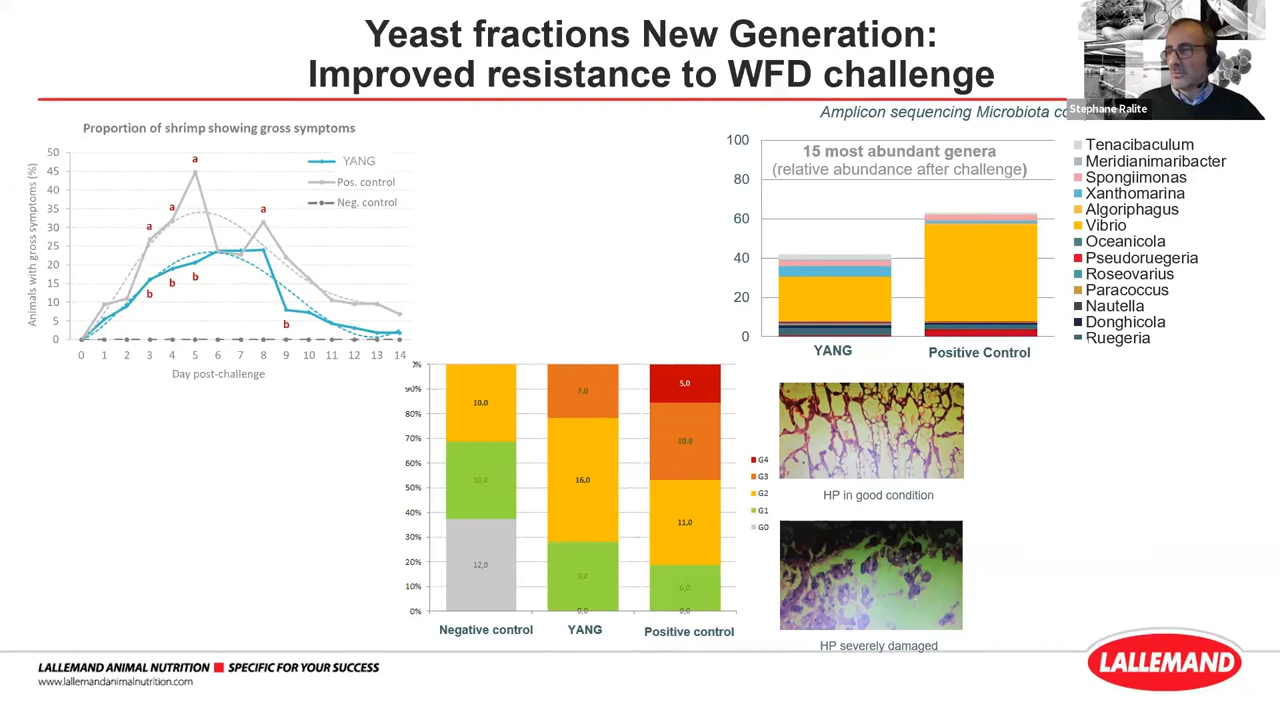 Yeast fractions New Generation:
Improved resistance to WFD challenge
Stephane Ralite
Amplicon sequencing Microbiota
Proportion of shrimp showing gross symptoms
Animals with gross symptoms (%)
50
45
40
35
30
25
20
15
10
5
0
YANG
Pos. control
Neg. control
a
a
a
a
b
b
b
b
0 1 2 3 4 5 6 7 8 9 10 11 12 13 14
Day post-challenge
15 most abundant genera
(relative abundance after challenge)
100
80
60
40
20
0
YANG
Positive Control
Tenacibaculum
Meridianimaribacter
Spongiimonas
Xanthomarina
Algoriphagus
Vibrio
Oceanicola
Pseudoruegeria
Roseovarius
Paracoccus
Nautella
Donghicola
Ruegeria
90%
80%
70%
60%
50%
40%
30%
20%
10%
0%
10,0
12,0
7,0
16,0
9,0
0,0
5,0
10,0
11,0
6,0
0,0
Negative control
YANG
Positive control
G4
G3
G2
G1
G0
HP in good condition
HP severely damaged
LALLEMAND ANIMAL NUTRITION SPECIFIC FOR YOUR SUCCESS
www.lallemandanimalnutrition.com
LALLEMAND